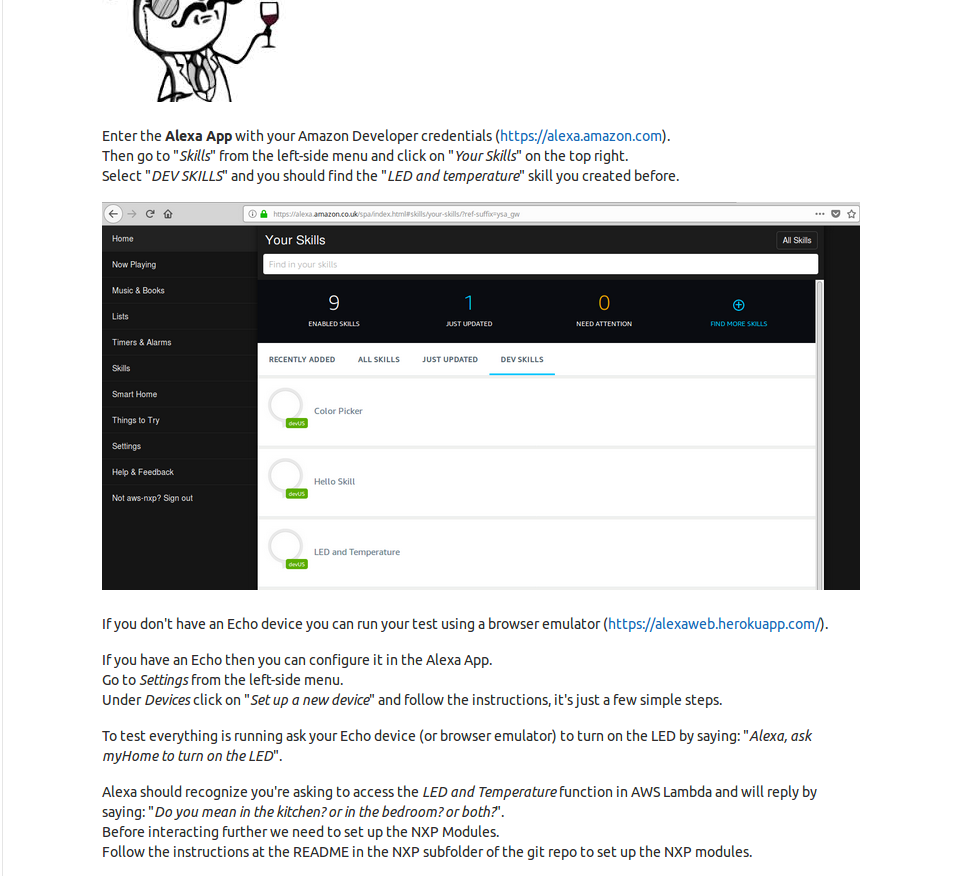 Enter the Alexa App with your Amazon Developer credentials (https://alexa.amazon.com).
Then go to "Skills" from the left-side menu and click on "Your Skills" on the top right.
Select "DEV SKILLS" and you should find the "LED and temperature" skill you created before.
https://alexa.amazon.co.uk/spa/index.html#skills/your-skills/?ref-suffix=ysa_gw
Home
Now Playing
Music & Books
Lists
Timers & Alarms
Skills
Smart Home
Things to Try
Settings
Help & Feedback
Not aws-nxp? Sign out
Your Skills
All Skills
Find in your skills
9
ENABLED SKILLS
1
JUST UPDATED
0
NEED ATTENTION
FIND MORE SKILLS
RECENTLY ADDED ALL SKILLS JUST UPDATED DEV SKILLS
Color Picker
devUS
Hello Skill
devUS
LED and Temperature
devUS
If you don't have an Echo device you can run your test using a browser emulator (https://alexaweb.herokuapp.com/).
If you have an Echo then you can configure it in the Alexa App.
Go to Settings from the left-side menu.
Under Devices click on "Set up a new device" and follow the instructions, it's just a few simple steps.
To test everything is running ask your Echo device (or browser emulator) to turn on the LED by saying: "Alexa, ask
myHome to turn on the LED".
Alexa should recognize you're asking to access the LED and Temperature function in AWS Lambda and will reply by
saying: "Do you mean in the kitchen? or in the bedroom? or both?".
Before interacting further we need to set up the NXP Modules.
Follow the instructions at the README in the NXP subfolder of the git repo to set up the NXP modules.